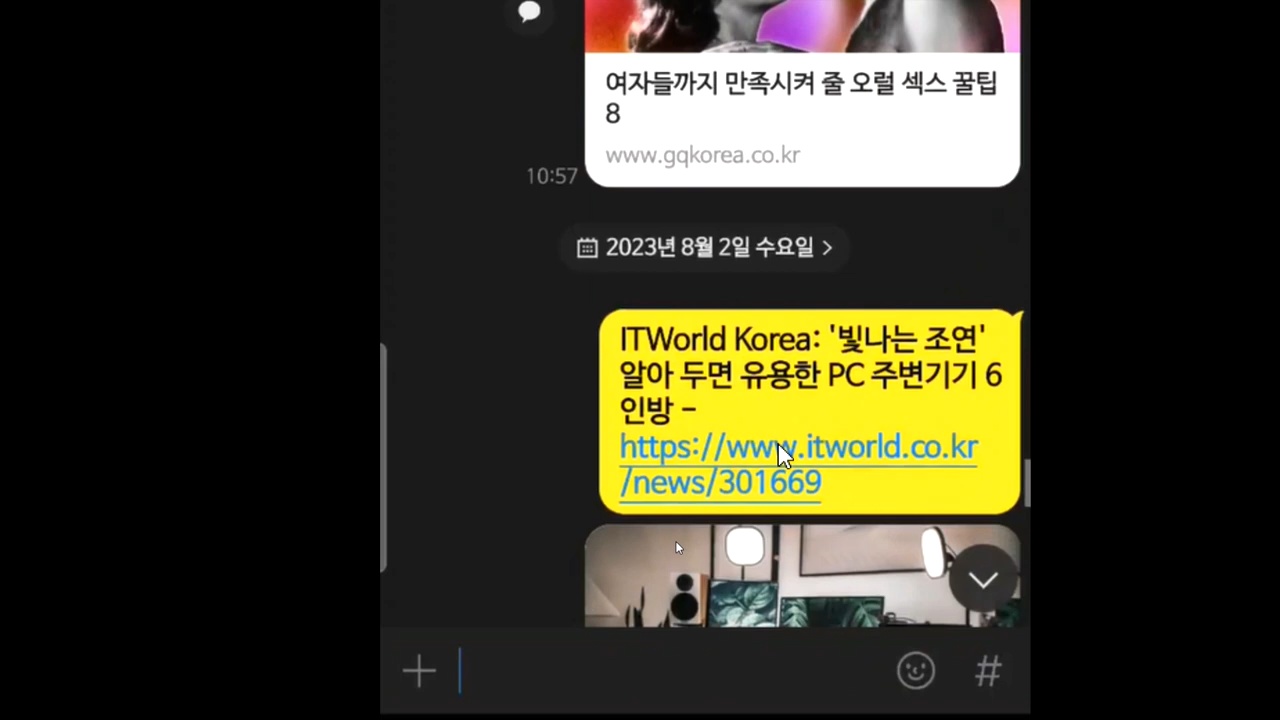 여자들까지 만족시켜 줄 오럴 섹스 꿀팁
8
www.gqkorea.co.kr
10:57
2023년 8월 2일 수요일
ITWorld Korea: '빛나는 조연'
알아 두면 유용한 PC 주변기기 6
인방 -
https://www.itworld.co.kr
/news/301669
#